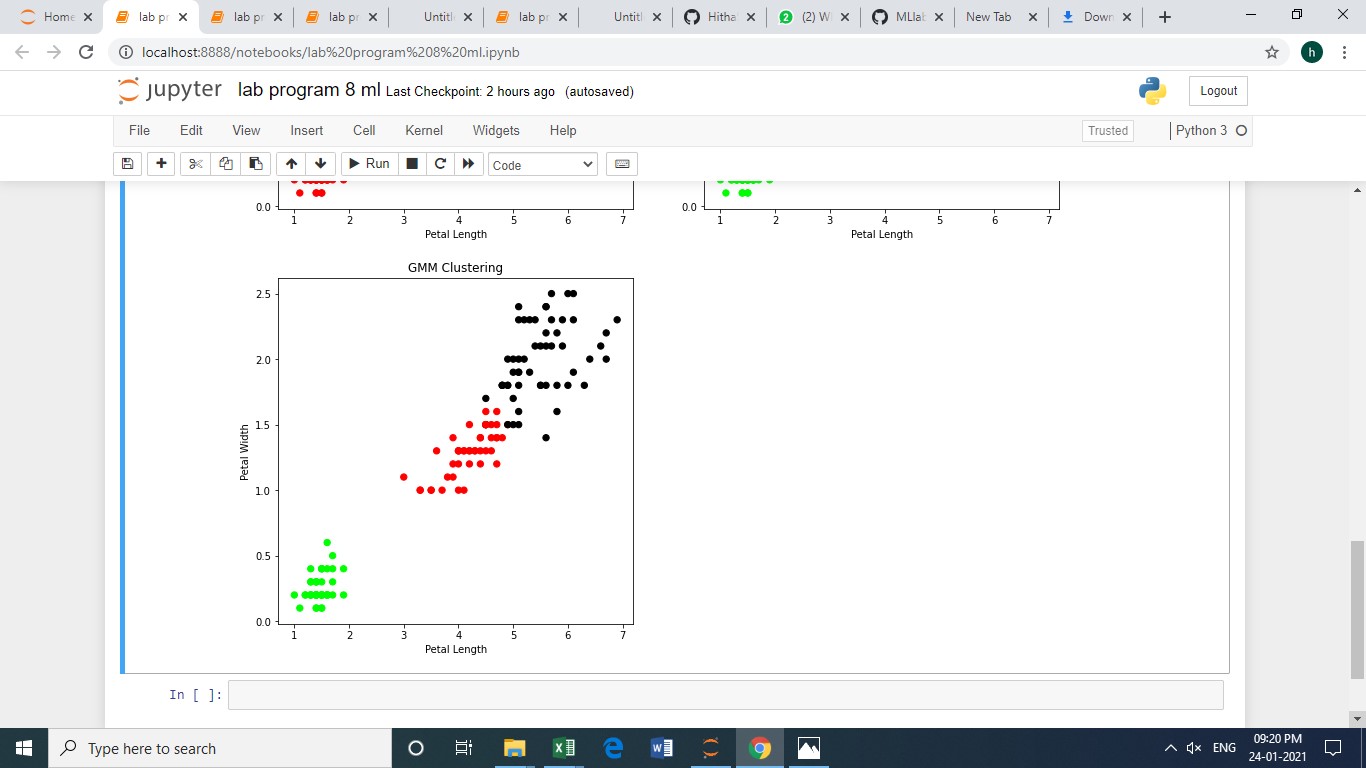 Home
lab pr
lab pr
lab pr
Untitl
lab pr
Untitl
Hitha
(2) W
MLlab
New Tab
Down
localhost:8888/notebooks/lab%20program%208%20ml.ipynb
h
jupyter lab program 8 ml Last Checkpoint: 2 hours ago (autosaved)
Logout
File Edit View Insert Cell Kernel Widgets Help
Trusted Python 3
Run Code
0.0
1 2 3 4 5 6 7
Petal Length
0.0
1 2 3 4 5 6 7
Petal Length
GMM Clustering
2.5
2.0
1.5
1.0
0.5
0.0
Petal Width
1 2 3 4 5 6 7
Petal Length
In [ ]:
Type here to search
ENG
09:20 PM
24-01-2021